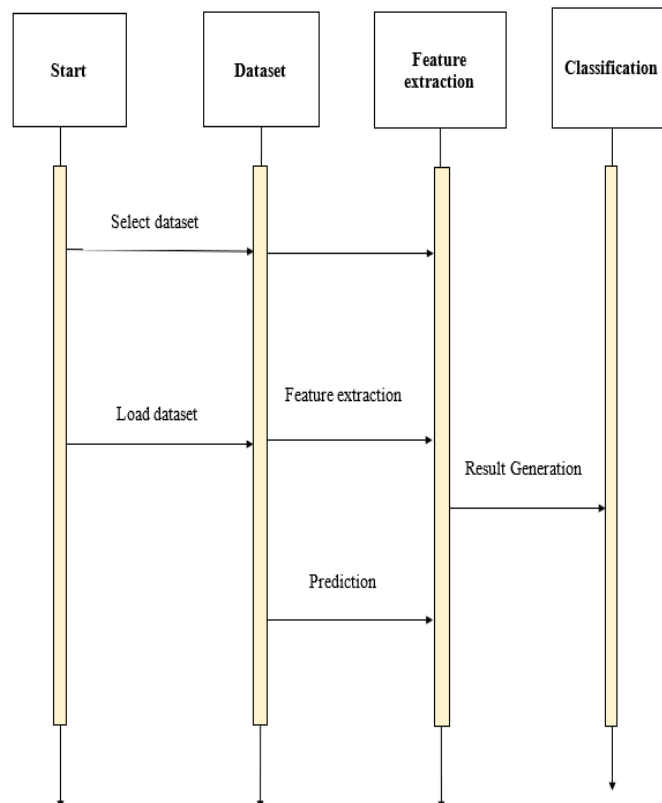 Start
Dataset
Feature
extraction
Classification
Select dataset
Feature extraction
Load dataset
Result Generation
Prediction